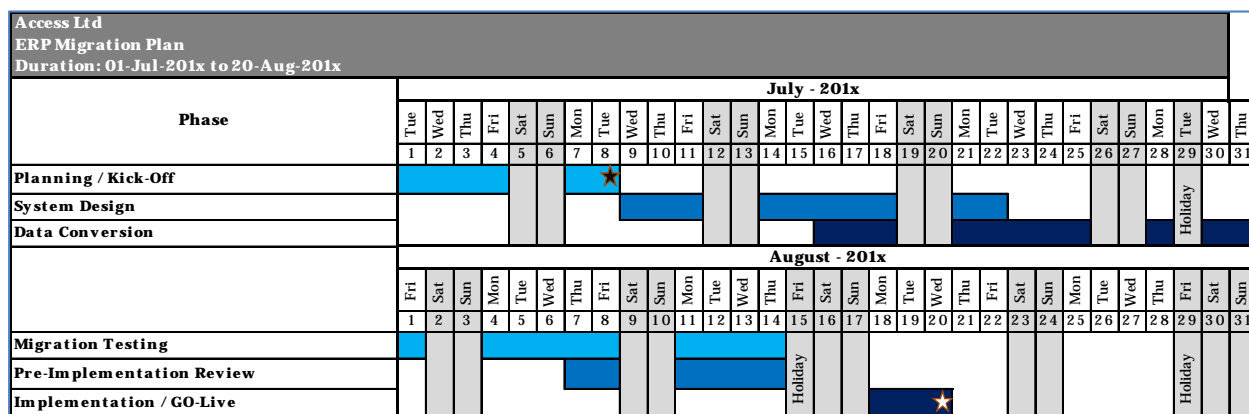 Access Ltd
ERP Migration Plan
Duration: 01-Jul-201x to 20-Aug-201x
July - 201x
Phase
Tue Wed Thu Fri Sat Sun Mon Tue Wed Thu Fri Sat Sun Mon Tue Wed Thu Fri Sat Sun Mon Tue Wed Thu Fri Sat Sun Mon Tue Wed Thu
1 2 3 4 5 6 7 8 9 10 11 12 13 14 15 16 17 18 19 20 21 22 23 24 25 26 27 28 29 30 31
Planning / Kick-Off
System Design
Holiday
Data Conversion
August - 201x
Fri Sat Sun Mon Tue Wed Thu Fri Sat Sun Mon Tue Wed Thu Fri Sat Sun Mon Tue Wed Thu Fri Sat Sun Mon Tue Wed Thu Fri Sat Sun
1 2 3 4 5 6 7 8 9 10 11 12 13 14 15 16 17 18 19 20 21 22 23 24 25 26 27 28 29 30 31
Migration Testing
Pre-Implementation Review
Holiday Holiday
Implementation / GO-Live